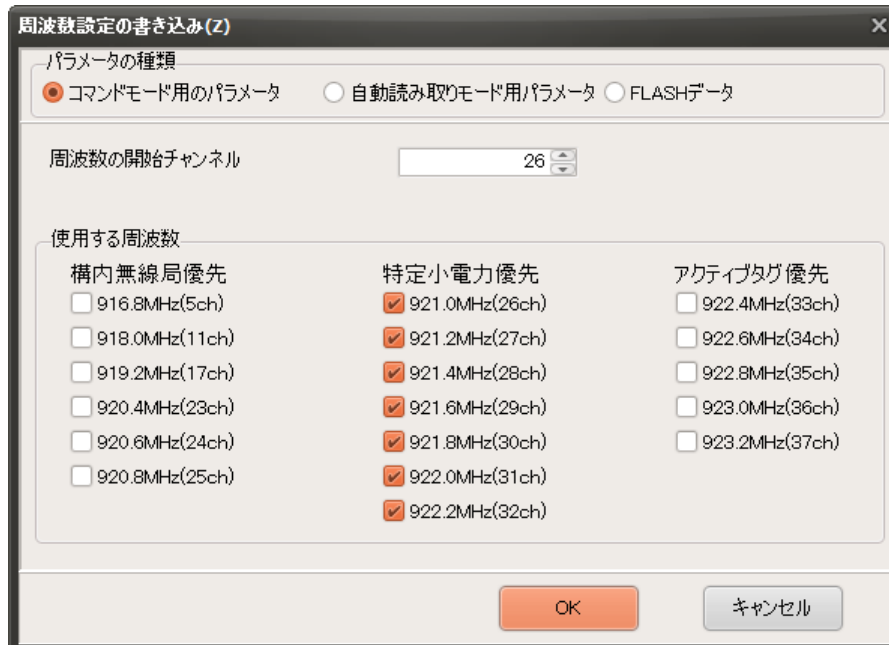 周波数設定の書き込み(Z)
パラメータの種類
コマンドモード用のパラメータ 自動読み取りモード用パラメータ FLASHデータ
周波数の開始チャンネル 26
使用する周波数
構内無線局優先 特定小電力優先 アクティブタグ優先
916.8MHz(5ch) 921.0MHz(26ch) 922.4MHz(33ch)
918.0MHz(11ch) 921.2MHz(27ch) 922.6MHz(34ch)
919.2MHz(17ch) 921.4MHz(28ch) 922.8MHz(35ch)
920.4MHz(23ch) 921.6MHz(29ch) 923.0MHz(36ch)
920.6MHz(24ch) 921.8MHz(30ch) 923.2MHz(37ch)
920.8MHz(25ch) 922.0MHz(31ch)
922.2MHz(32ch)
OK キャンセル